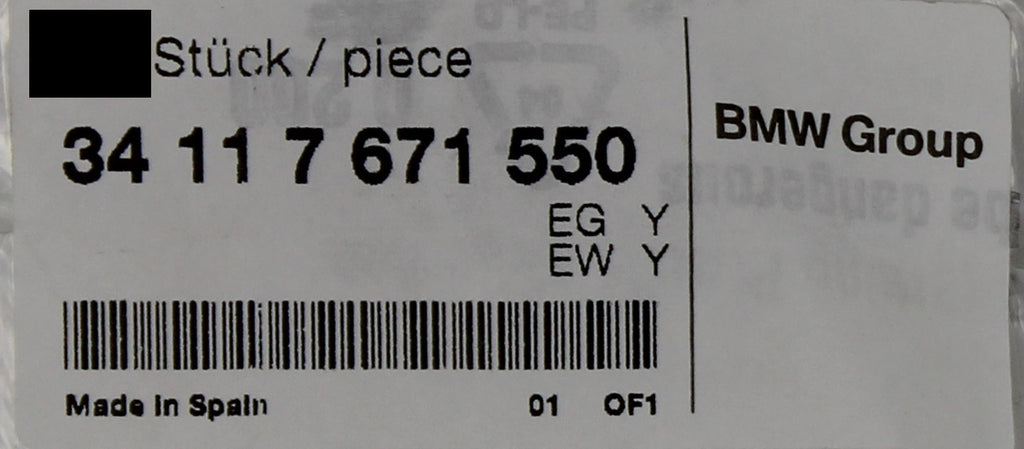 Stück / piece
34 11 7 671 550
EG Y
EW Y
Made in Spain 01 OF1
BMW Group